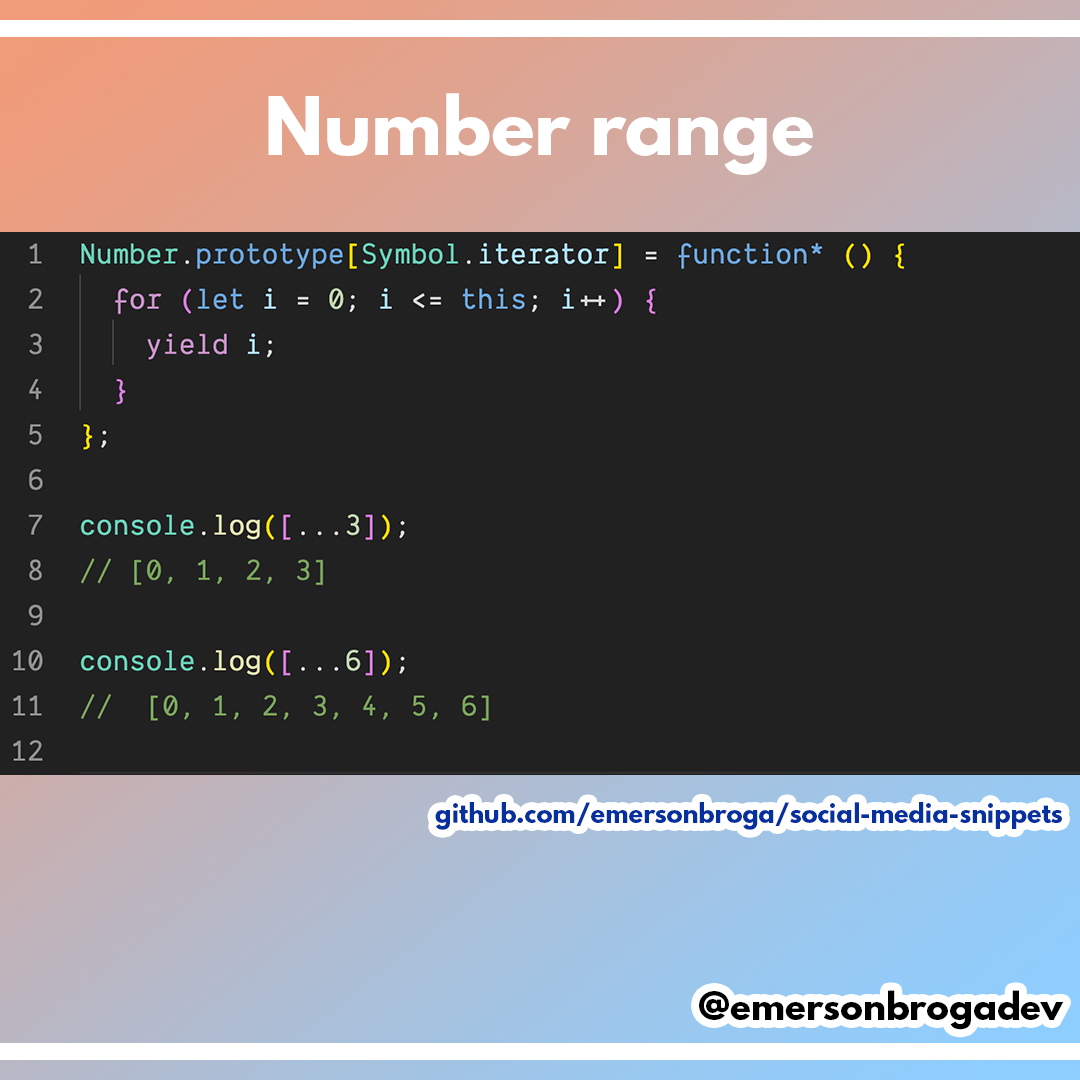 Number range
1 Number.prototype[Symbol.iterator] = function* () {
2   for (let i = 0; i <= this; i++) {
3     yield i;
4   }
5 };
6
7 console.log([...3]);
8 // [0, 1, 2, 3]
9
10 console.log([...6]);
11 //  [0, 1, 2, 3, 4, 5, 6]
12
github.com/emersonbroga/social-media-snippets
@emersonbrogadev